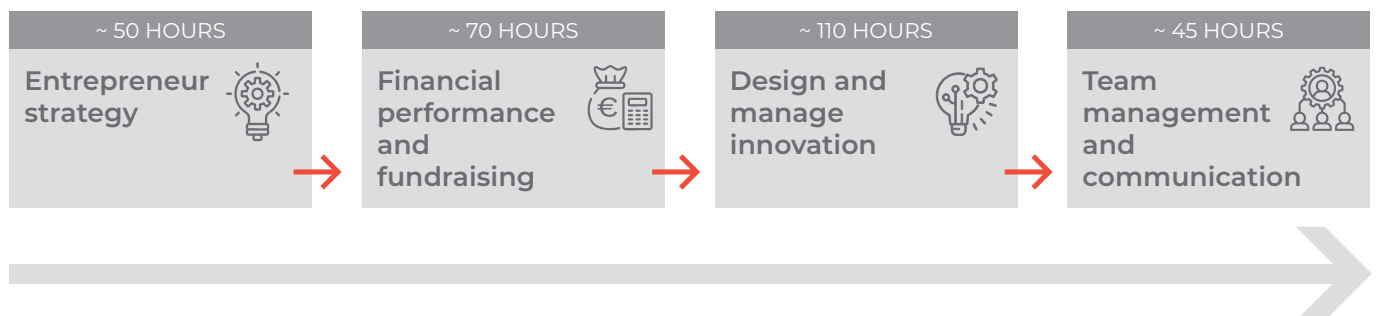 ~ 50 HOURS
Entrepreneur
strategy
~ 70 HOURS
Financial
performance
and
fundraising
€
~ 110 HOURS
Design and
manage
innovation
~ 45 HOURS
Team
management
and
communication